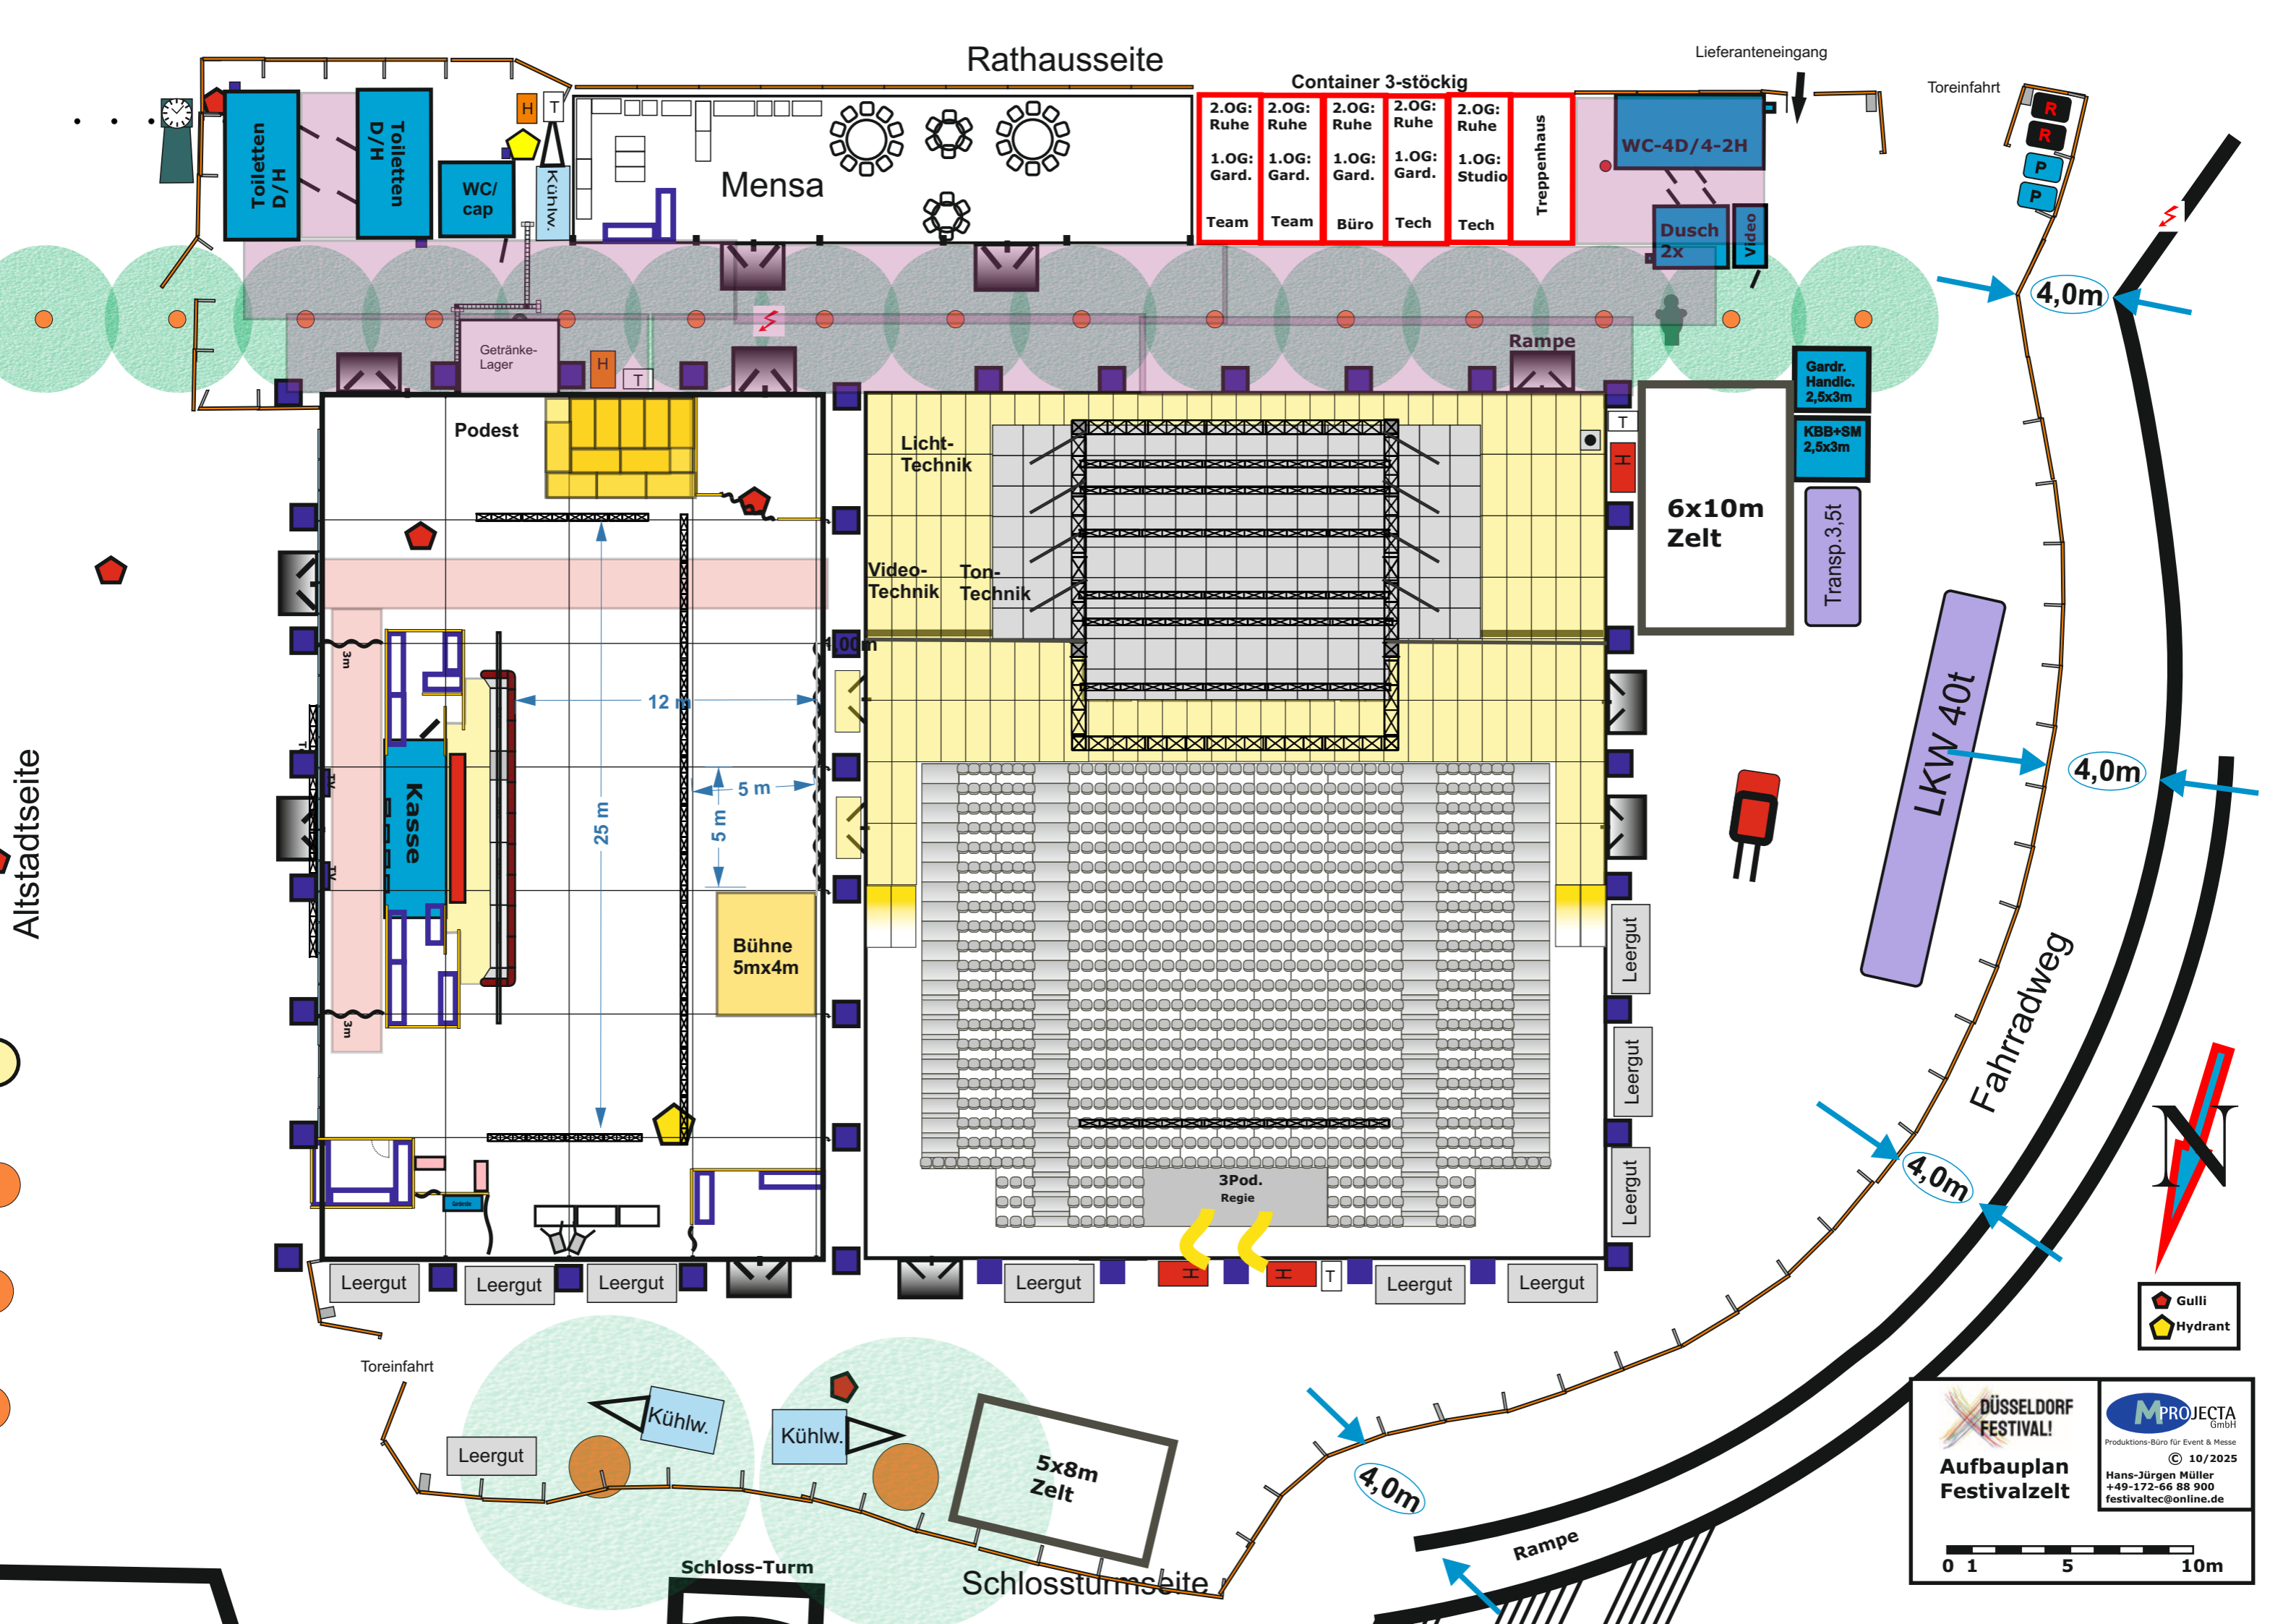 Rathausseite
Lieferanteneingang
Toreinfahrt
Container 3-stöckig
Toiletten
D/H
Toiletten
D/H
WC/
cap
H
T
Kühlw.
Mensa
2.OG:
Ruhe
1.OG:
Gard.
Team
2.OG:
Ruhe
1.OG:
Gard.
Team
2.OG:
Ruhe
1.OG:
Gard.
Büro
2.OG:
Ruhe
1.OG:
Gard.
Tech
2.OG:
Ruhe
1.OG:
Studio
Tech
Treppenhaus
WC-4D/4-2H
Dusch
2x
Video
R
R
P
P
4,0m
Getränke-
Lager
H
T
Rampe
Gardr.
Handic.
2,5x3m
KBB+SM
2,5x3m
Podest
Licht-
Technik
Video-
Technik
Ton-
Technik
T
H
6x10m
Zelt
Transp.3,5t
LKW 40t
1,00m
3m
12 m
25 m
5 m
5 m
Kasse
TV
TV
3m
Bühne
5mx4m
Altstadtseite
4,0m
Fahrradweg
4,0m
N
Leergut
Leergut
Leergut
3Pod.
Regie
Leergut
Leergut
Leergut
Leergut
H
H
T
Leergut
Leergut
Gulli
Hydrant
Toreinfahrt
Leergut
Kühlw.
Kühlw.
5x8m
Zelt
4,0m
Rampe
Schloss-Turm
Schlossturmseite
DÜSSELDORF
FESTIVAL!
Aufbauplan
Festivalzelt
MPROJECTA
GmbH
Produktions-Büro für Event & Messe
© 10/2025
Hans-Jürgen Müller
+49-172-66 88 900
festivaltec@online.de
0 1 5 10m